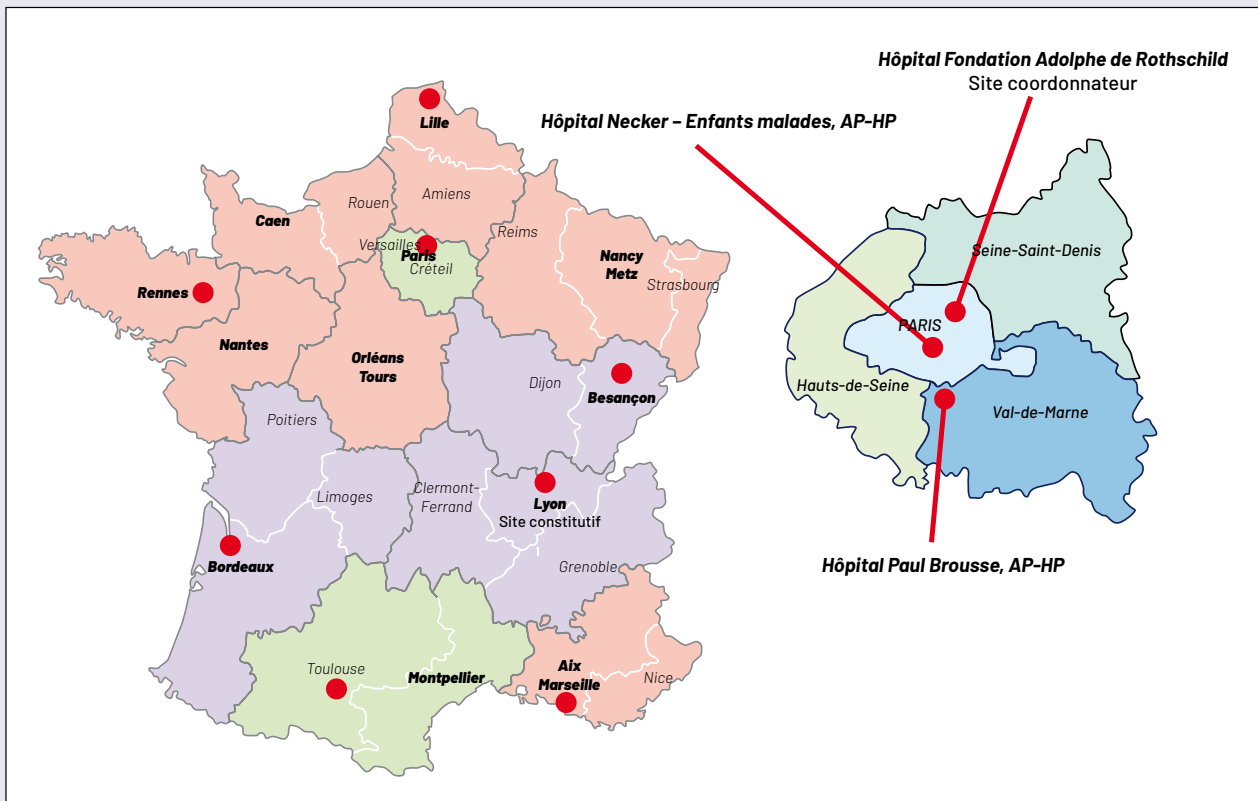 Hôpital Fondation Adolphe de Rothschild
Site coordonnateur
Hôpital Necker – Enfants malades, AP-HP
Lille
Amiens
Rouen
Caen
Reims
Versailles
Paris
Créteil
Nancy
Metz
Strasbourg
Rennes
Nantes
Orléans
Tours
Dijon
Besançon
Poitiers
Limoges
Clermont-
Ferrand
Lyon
Site constitutif
Bordeaux
Grenoble
Toulouse
Montpellier
Aix
Marseille
Nice
Seine-Saint-Denis
PARIS
Hauts-de-Seine
Val-de-Marne
Hôpital Paul Brousse, AP-HP